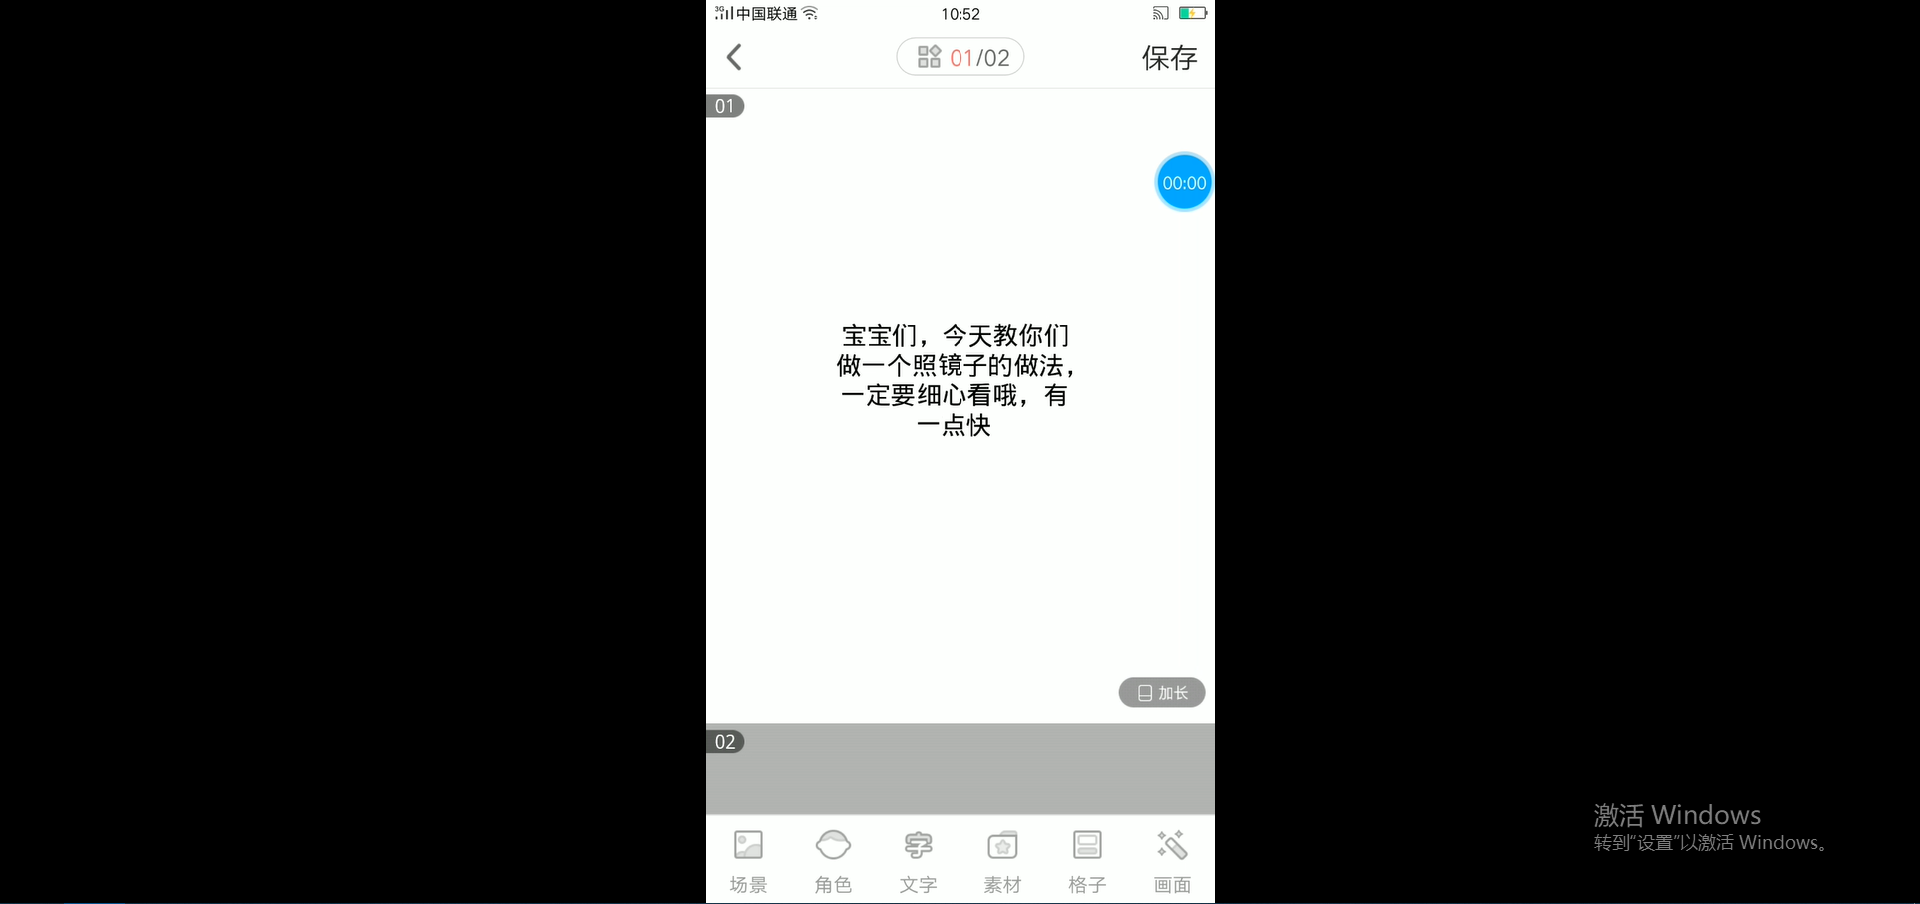 3G 中国联通 10:52
01/02 保存
01
00:00
宝宝们，今天教你们
做一个照镜子的做法，
一定要细心看哦，有
一点快
加长
02
场景 角色 文字 素材 格子 画面
激活 Windows
转到“设置”以激活 Windows。